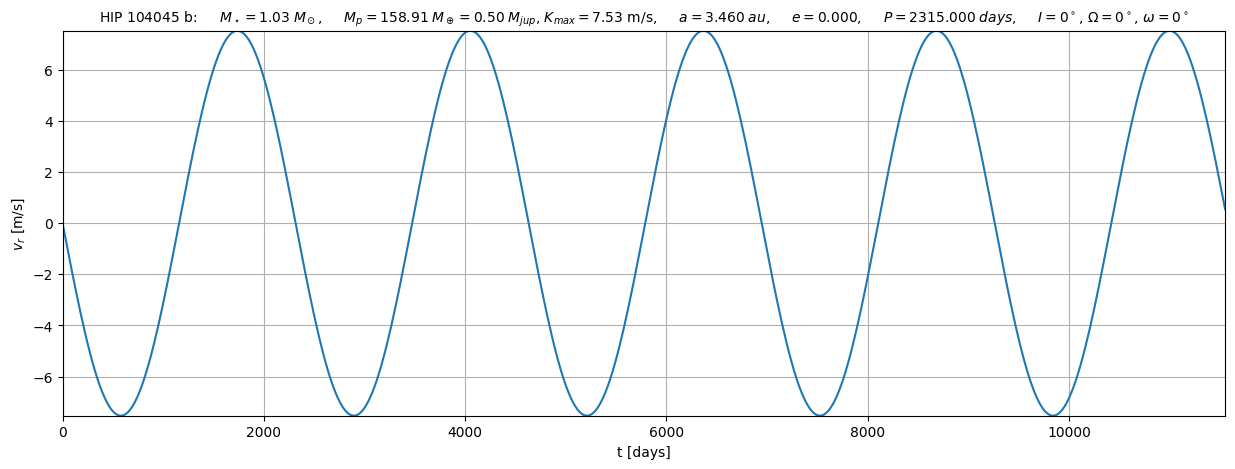 HIP 104045 b: M⋆ = 1.03 M⊙, Mp = 158.91 M⊕ = 0.50 Mjup, Kmax = 7.53 m/s, a = 3.460 au, e = 0.000, P = 2315.000 days, I = 0°, Ω = 0°, ω = 0°
6
4
2
0
−2
−4
−6
vr [m/s]
0 2000 4000 6000 8000 10000
t [days]